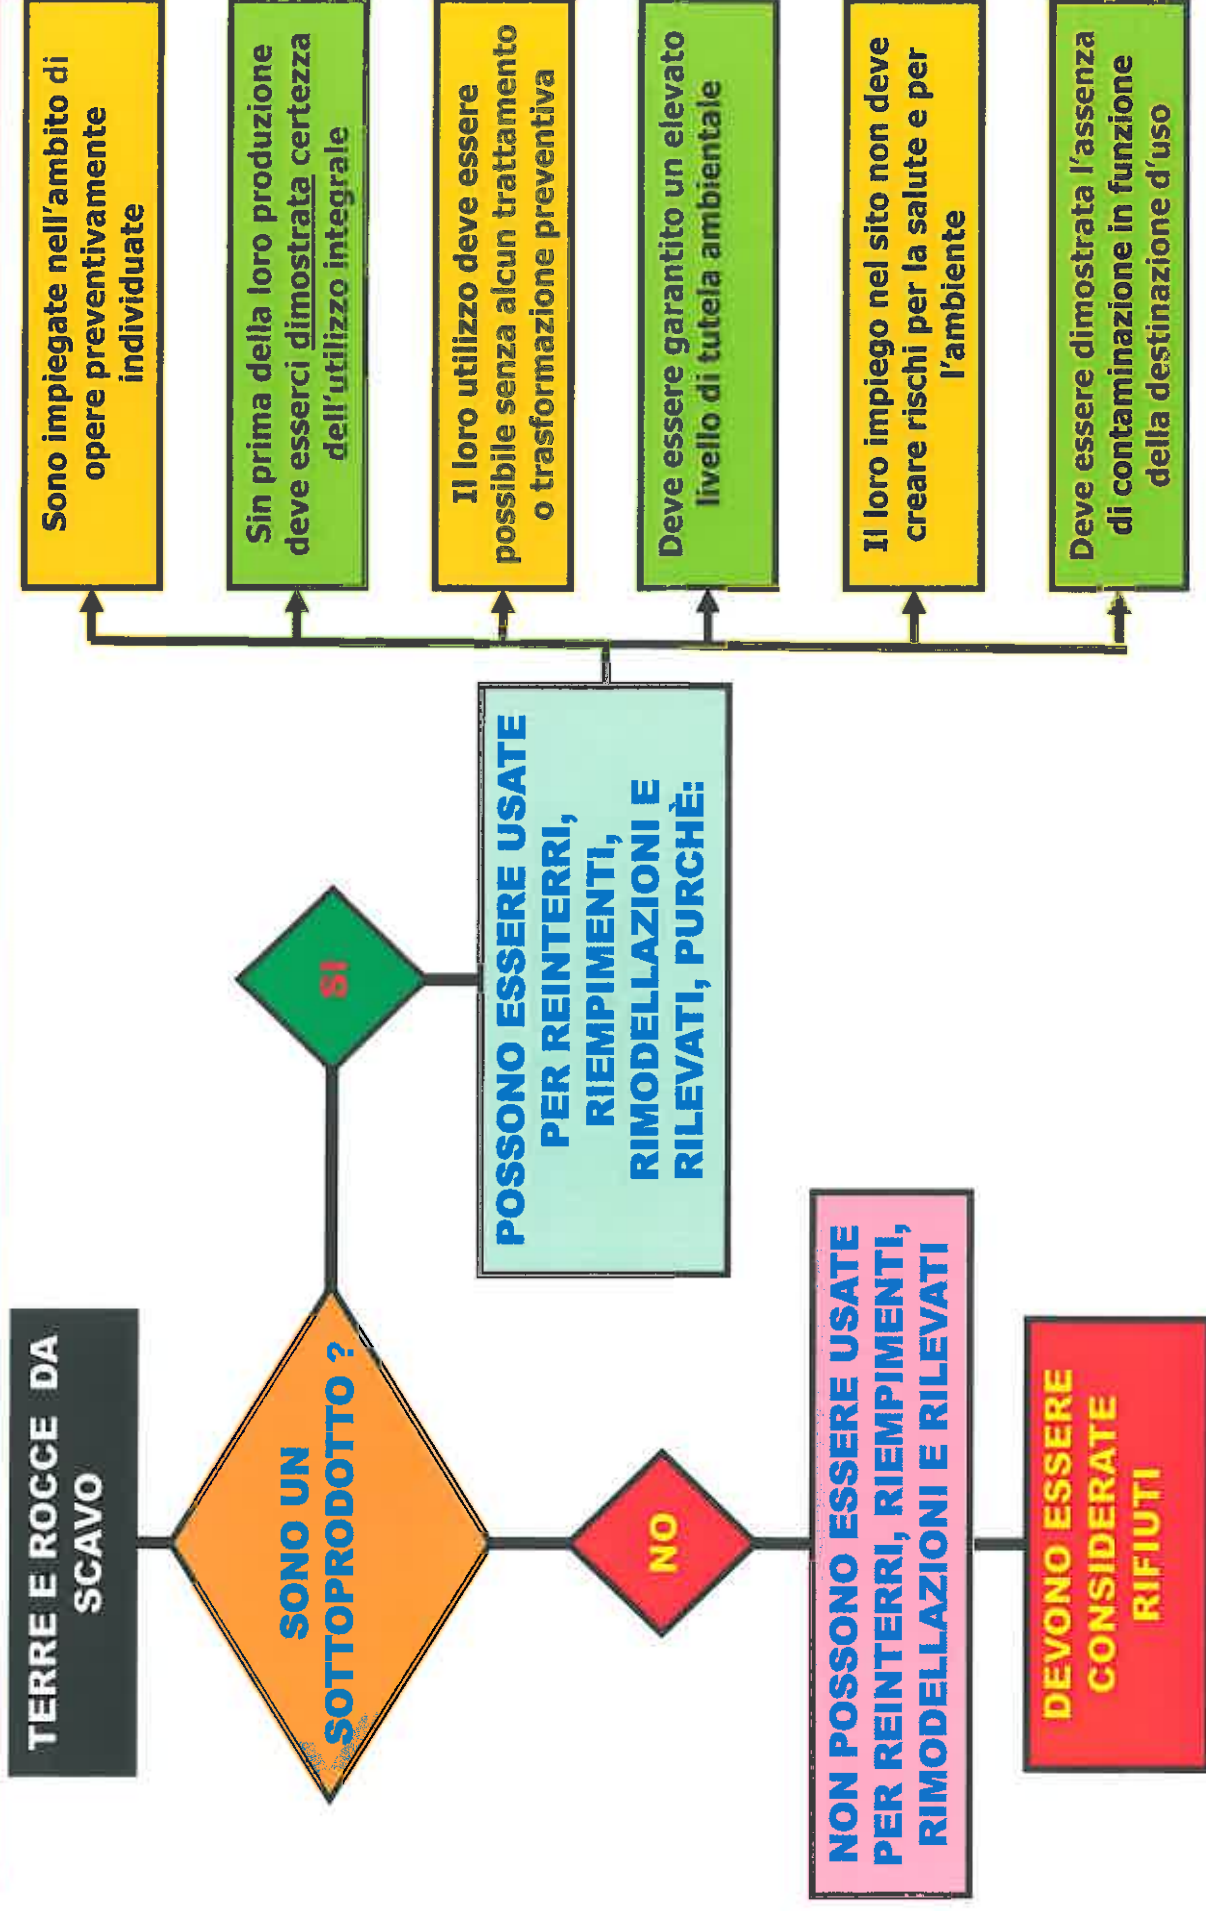 TERRE E ROCCE DA
SCAVO
SONO UN
SOTTOPRODOTTO ?
SI
NO
POSSONO ESSERE USATE
PER REINTERRI,
RIEMPIMENTI,
RIMODELLAZIONI E
RILEVATI, PURCHÈ:
NON POSSONO ESSERE USATE
PER REINTERRI, RIEMPIMENTI,
RIMODELLAZIONI E RILEVATI
DEVONO ESSERE
CONSIDERATE
RIFIUTI
Sono impiegate nell'ambito di
opere preventivamente
individuate
Sin prima della loro produzione
deve esserci dimostrata certezza
dell'utilizzo integrale
Il loro utilizzo deve essere
possibile senza alcun trattamento
o trasformazione preventiva
Deve essere garantito un elevato
livello di tutela ambientale
Il loro impiego nel sito non deve
creare rischi per la salute e per
l'ambiente
Deve essere dimostrata l'assenza
di contaminazione in funzione
della destinazione d'uso